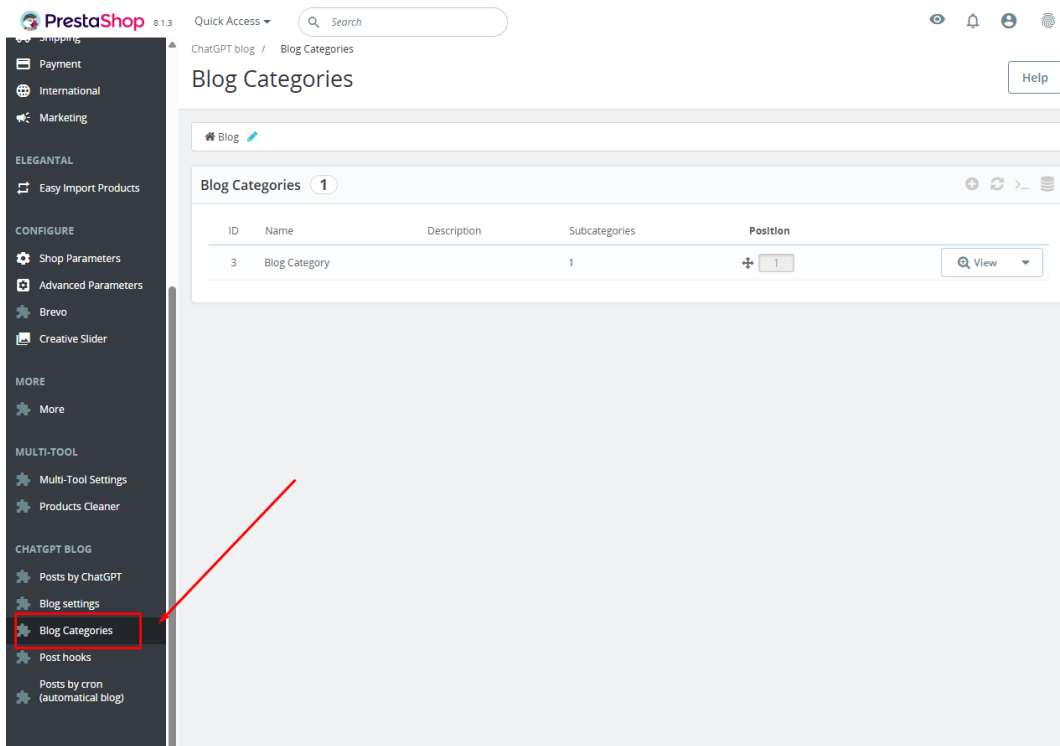 PrestaShop 8.1.3 Quick Access Search
Shipping
Payment
International
Marketing
ELEGANTAL
Easy Import Products
CONFIGURE
Shop Parameters
Advanced Parameters
Brevo
Creative Slider
MORE
More
MULTI-TOOL
Multi-Tool Settings
Products Cleaner
CHATGPT BLOG
Posts by ChatGPT
Blog settings
Blog Categories
Post hooks
Posts by cron
(automatical blog)
ChatGPT blog / Blog Categories
Blog Categories
Help
Blog
Blog Categories 1
ID Name Description Subcategories Position
3 Blog Category 1 1 View